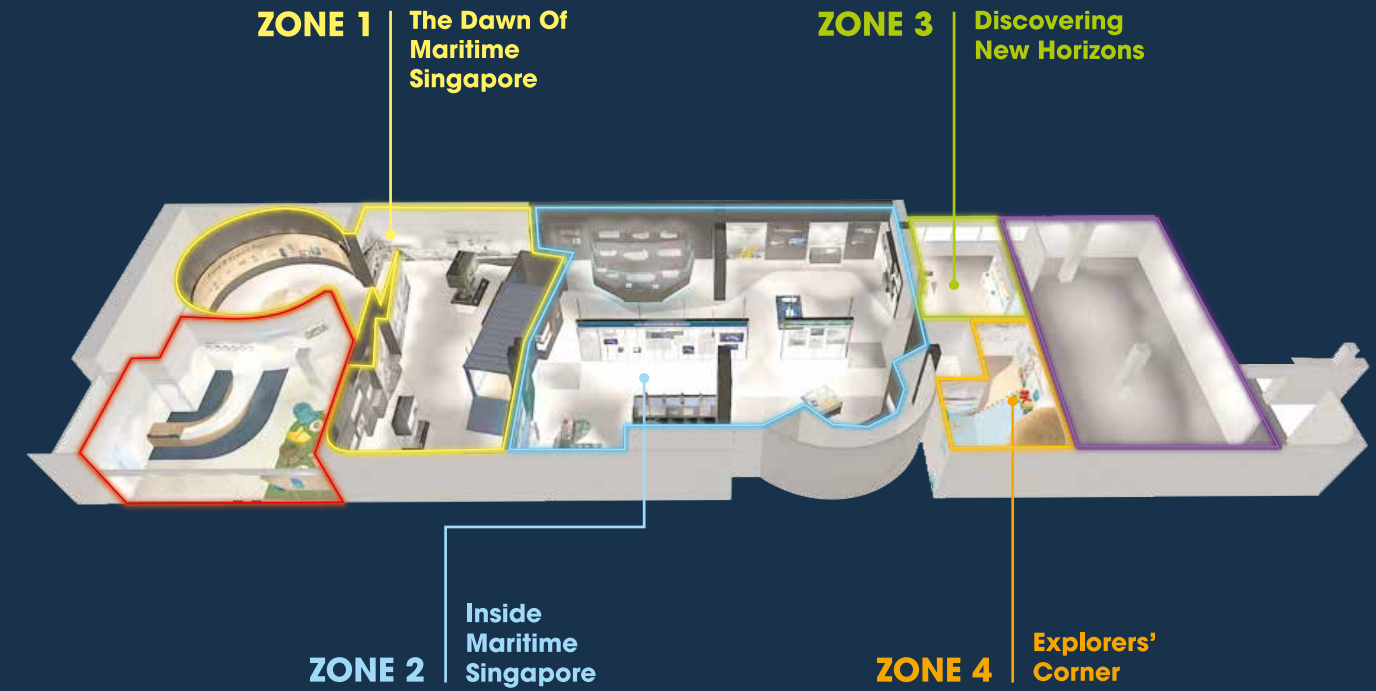 ZONE 1
The Dawn Of
Maritime
Singapore
ZONE 3
Discovering
New Horizons
ZONE 2
Inside
Maritime
Singapore
ZONE 4
Explorers’
Corner